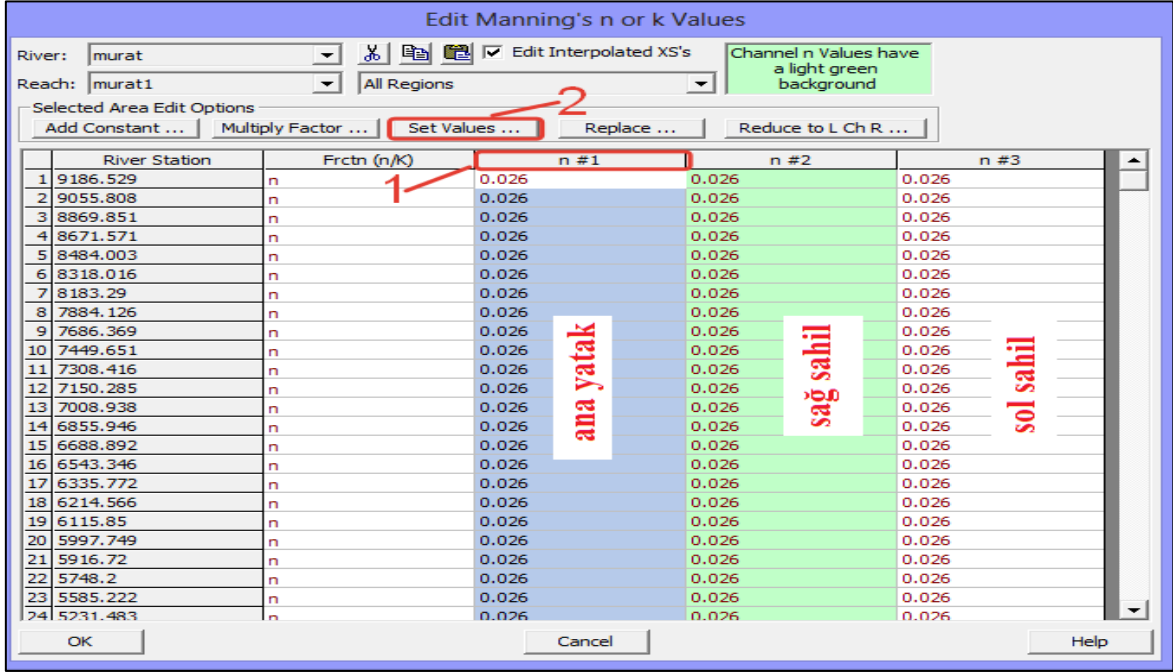 Edit Manning's n or k Values
River: murat Edit Interpolated XS's Channel n Values have
a light green
background
Reach: murat1 All Regions
Selected Area Edit Options
2
Add Constant ... Multiply Factor ... Set Values ... Replace ... Reduce to L Ch R ...
River Station Frctn (n/K) n #1 n #2 n #3
1
1 9186.529 n 0.026 0.026 0.026
2 9055.808 n 0.026 0.026 0.026
3 8869.851 n 0.026 0.026 0.026
4 8671.571 n 0.026 0.026 0.026
5 8484.003 n 0.026 0.026 0.026
6 8318.016 n 0.026 0.026 0.026
7 8183.29 n 0.026 0.026 0.026
8 7884.126 n 0.026 0.026 0.026
9 7686.369 n 0.026 0.026 0.026
10 7449.651 n 0.026 0.026 0.026
11 7308.416 n 0.026 0.026 0.026
12 7150.285 n 0.026 0.026 0.026
13 7008.938 n 0.026 0.026 0.026
14 6855.946 n 0.026 0.026 0.026
15 6688.892 n 0.026 0.026 0.026
16 6543.346 n 0.026 0.026 0.026
17 6335.772 n 0.026 0.026 0.026
18 6214.566 n 0.026 0.026 0.026
19 6115.85 n 0.026 0.026 0.026
20 5997.749 n 0.026 0.026 0.026
21 5916.72 n 0.026 0.026 0.026
22 5748.2 n 0.026 0.026 0.026
23 5585.222 n 0.026 0.026 0.026
24 5231.483 n 0.026 0.026 0.026
ana yatak
sağ sahil
sol sahil
OK Cancel Help